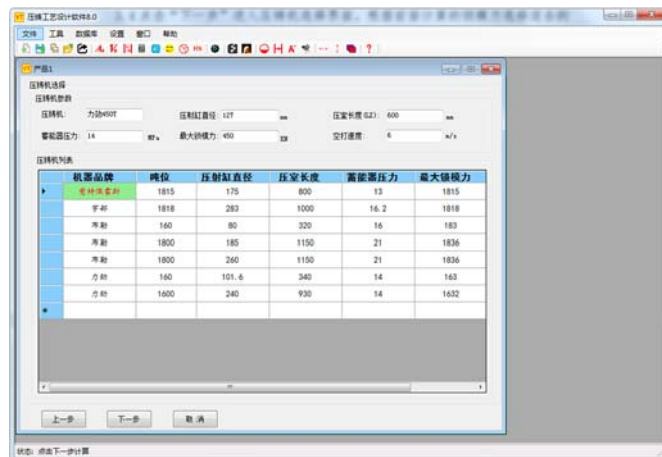 压铸工艺设计软件8.0
文件 工具 数据库 设置 窗口 帮助
产品1
压铸机选择
压铸机参数
压铸机: 力劲450T 压射缸直径: 127 mm 压室长度(LZ): 600 mm
蓄能器压力: 14 MPa 最大锁模力: 450 KN 空打速度: 6 m/s
压铸机列表
机器品牌 吨位 压射缸直径 压室长度 蓄能器压力 最大锁模力
1815 175 800 13 1815
宇部 1818 283 1000 16.2 1818
布勒 160 80 320 16 183
布勒 1800 185 1150 21 1836
布勒 1800 260 1150 21 1836
力劲 160 101.6 340 14 163
力劲 1600 240 930 14 1632
上一步 下一步 取消
状态: 点击下一步计算